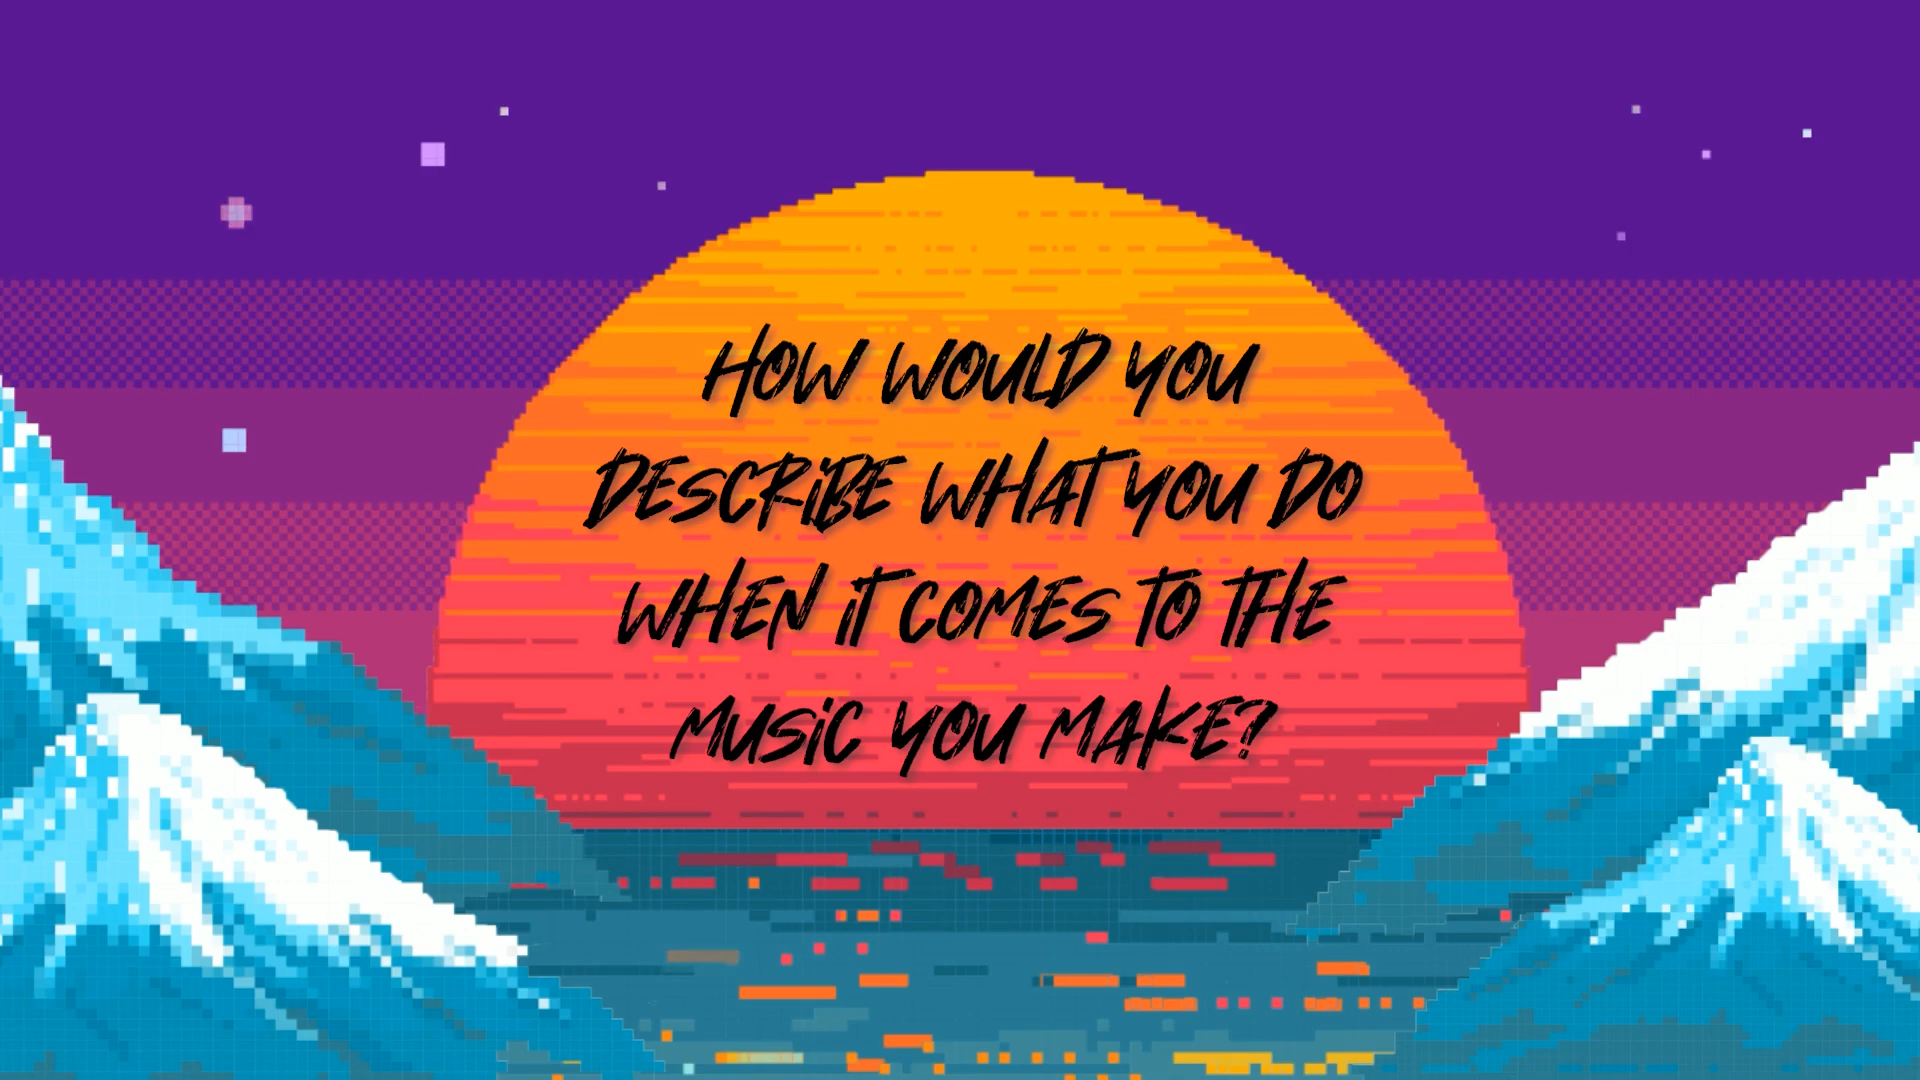 HOW WOULD YOU
DESCRIBE WHAT YOU DO
WHEN IT COMES TO THE
MUSIC YOU MAKE?